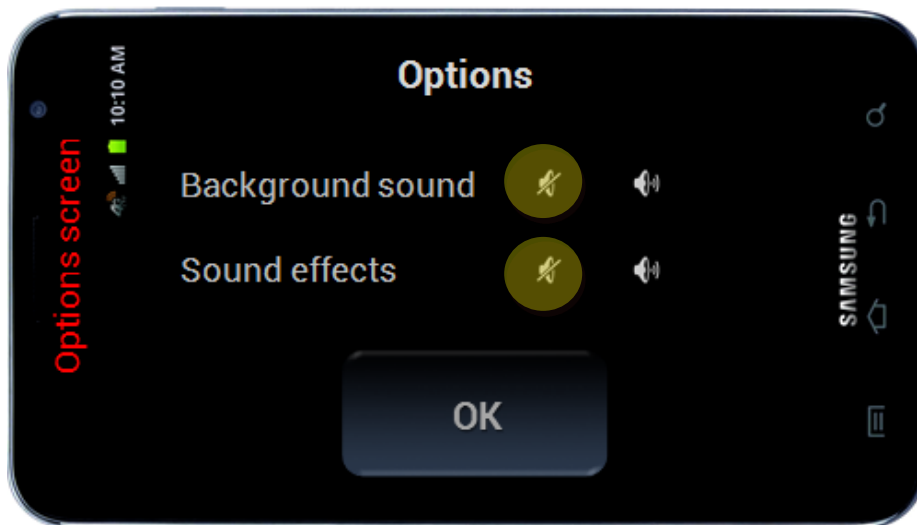 Options screen
10:10 AM
Options
Background sound
Sound effects
OK
SAMSUNG